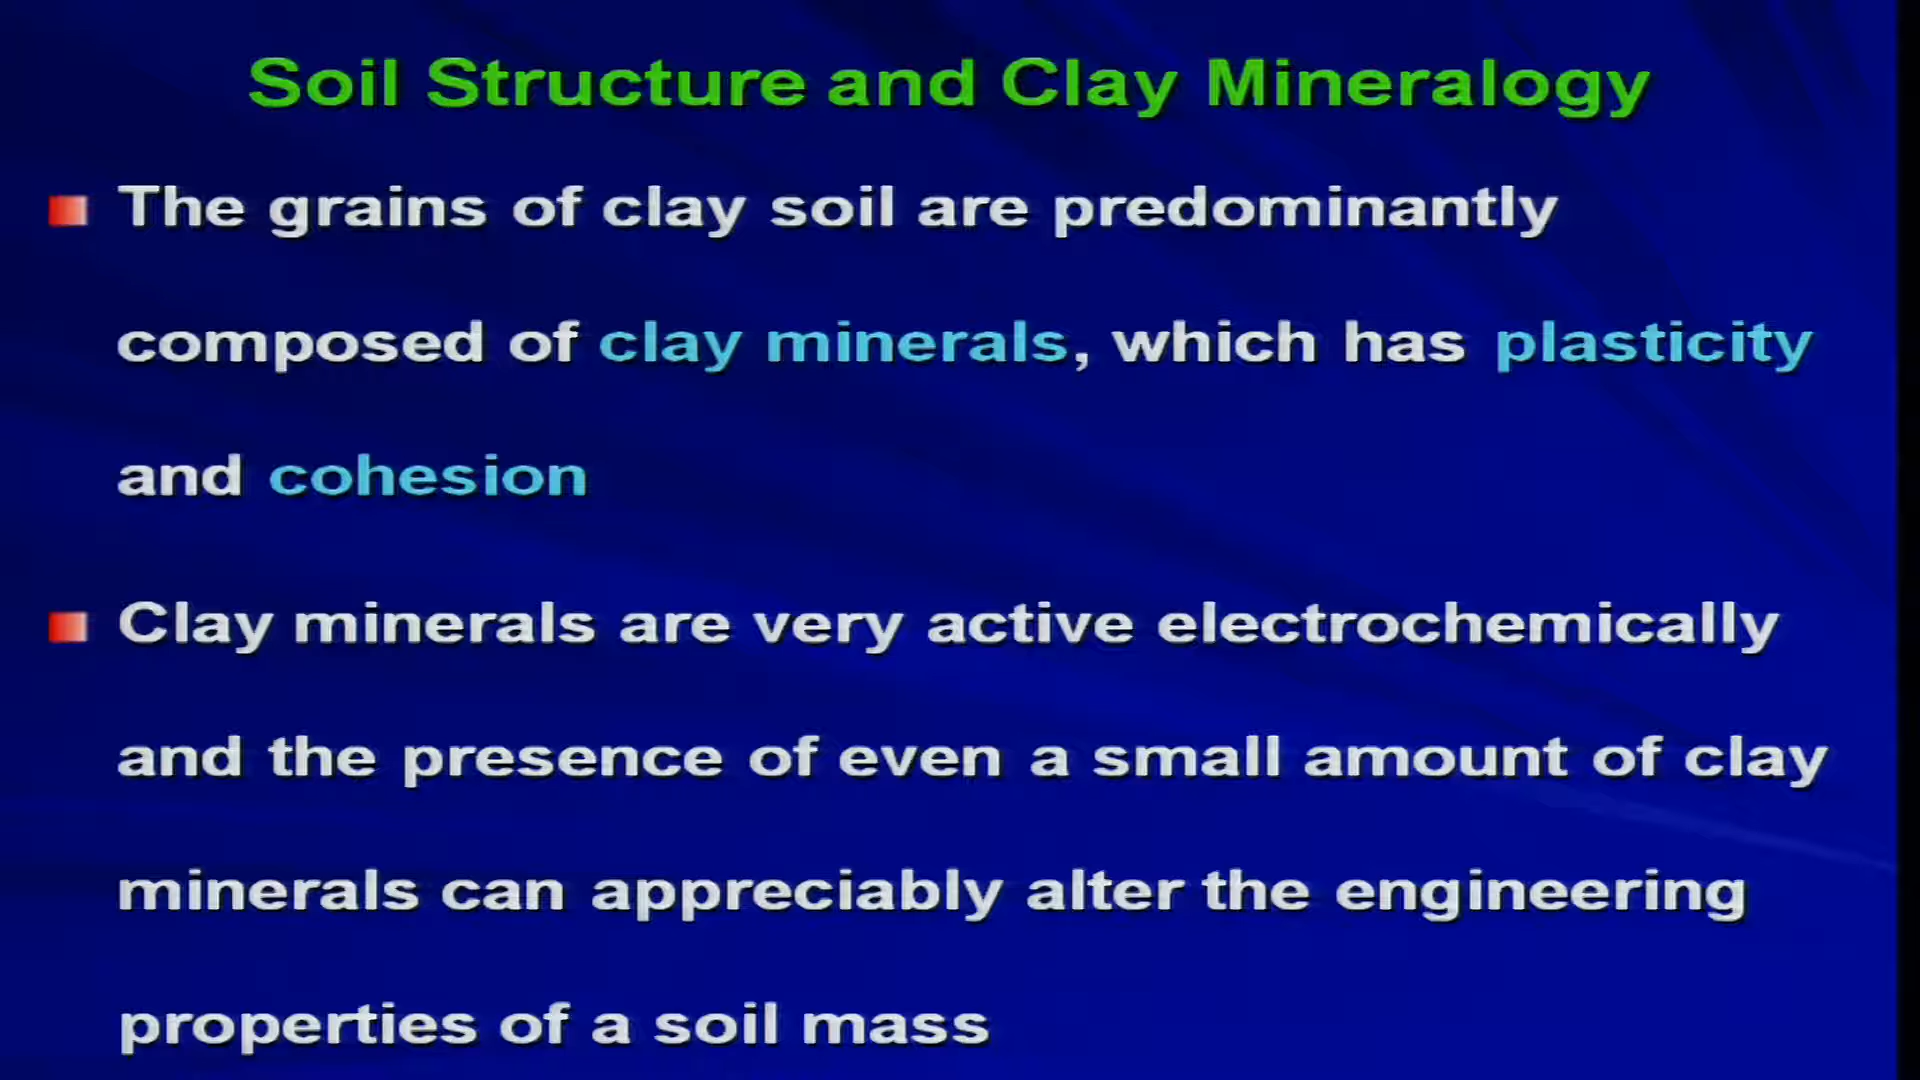 Soil Structure and Clay Mineralogy
The grains of clay soil are predominantly
composed of clay minerals, which has plasticity
and cohesion
Clay minerals are very active electrochemically
and the presence of even a small amount of clay
minerals can appreciably alter the engineering
properties of a soil mass